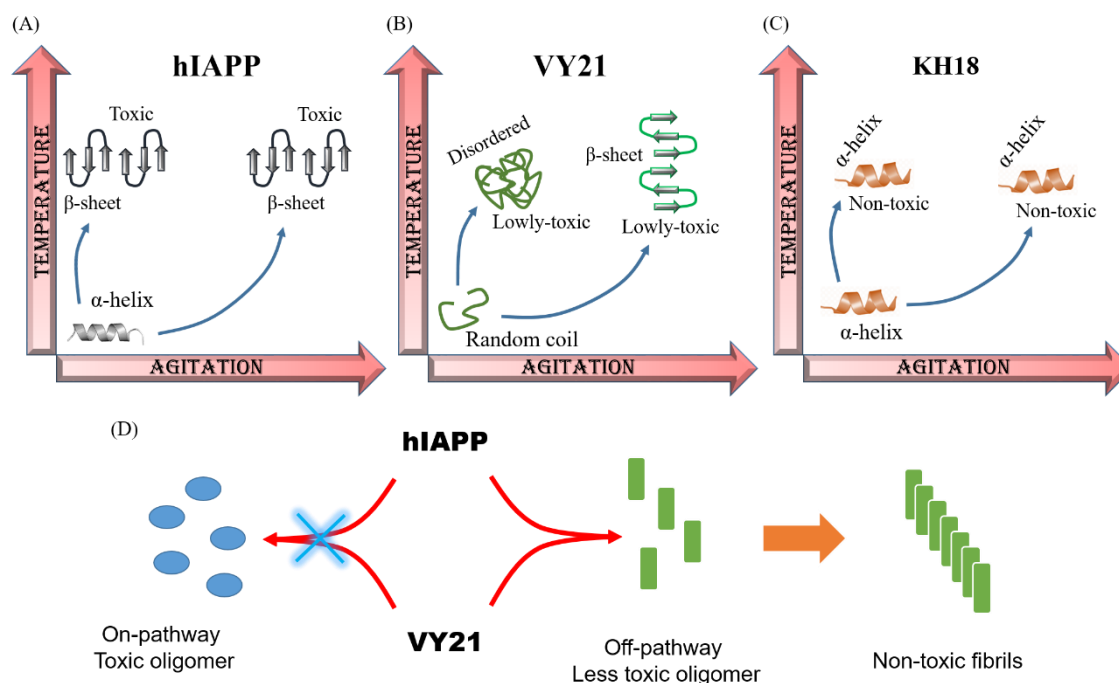 (A)
hIAPP
TEMPERATURE
Toxic
Toxic
β-sheet
β-sheet
α-helix
AGITATION
(B)
VY21
TEMPERATURE
Disordered
Lowly-toxic
β-sheet
Lowly-toxic
Random coil
AGITATION
(C)
KH18
TEMPERATURE
α-helix
Non-toxic
α-helix
Non-toxic
α-helix
AGITATION
(D)
hIAPP
VY21
On-pathway
Toxic oligomer
Off-pathway
Less toxic oligomer
Non-toxic fibrils